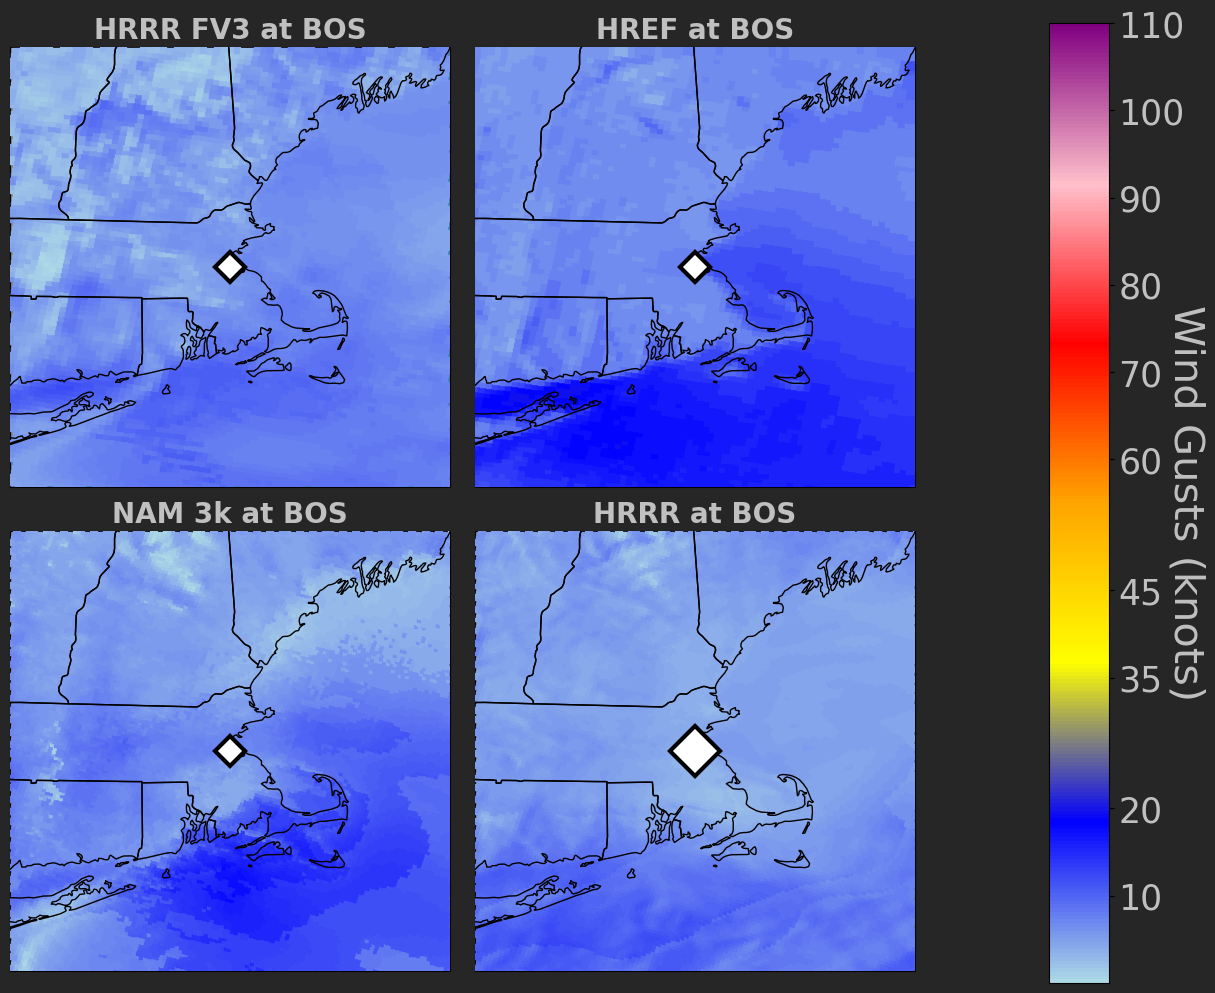 HRRR FV3 at BOS
HREF at BOS
NAM 3k at BOS
HRRR at BOS
110
100
90
80
70
60
45
35
20
10
Wind Gusts (knots)